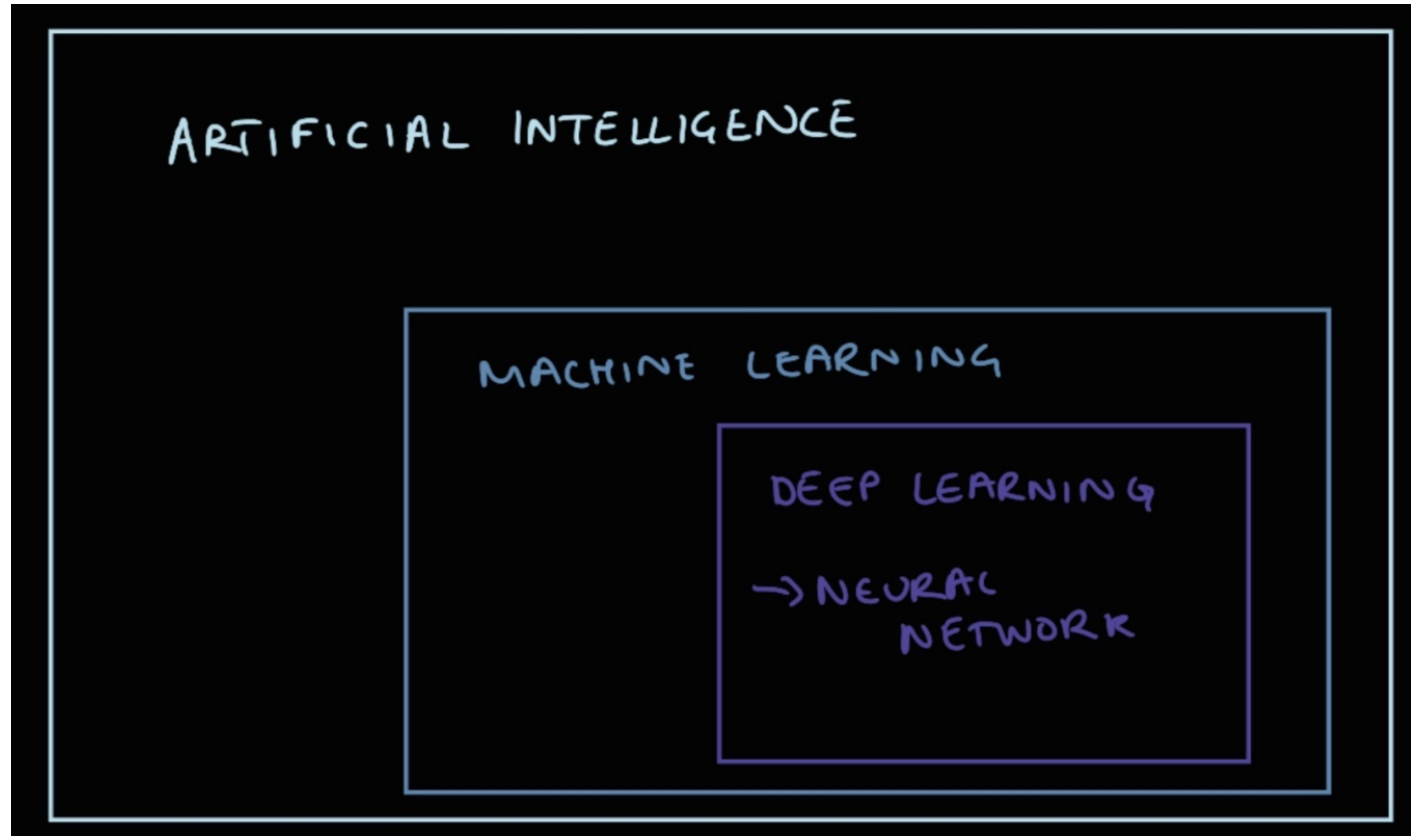 ARTIFICIAL INTELLIGENCE
MACHINE LEARNING
DEEP LEARNING
→ NEURAL
NETWORK